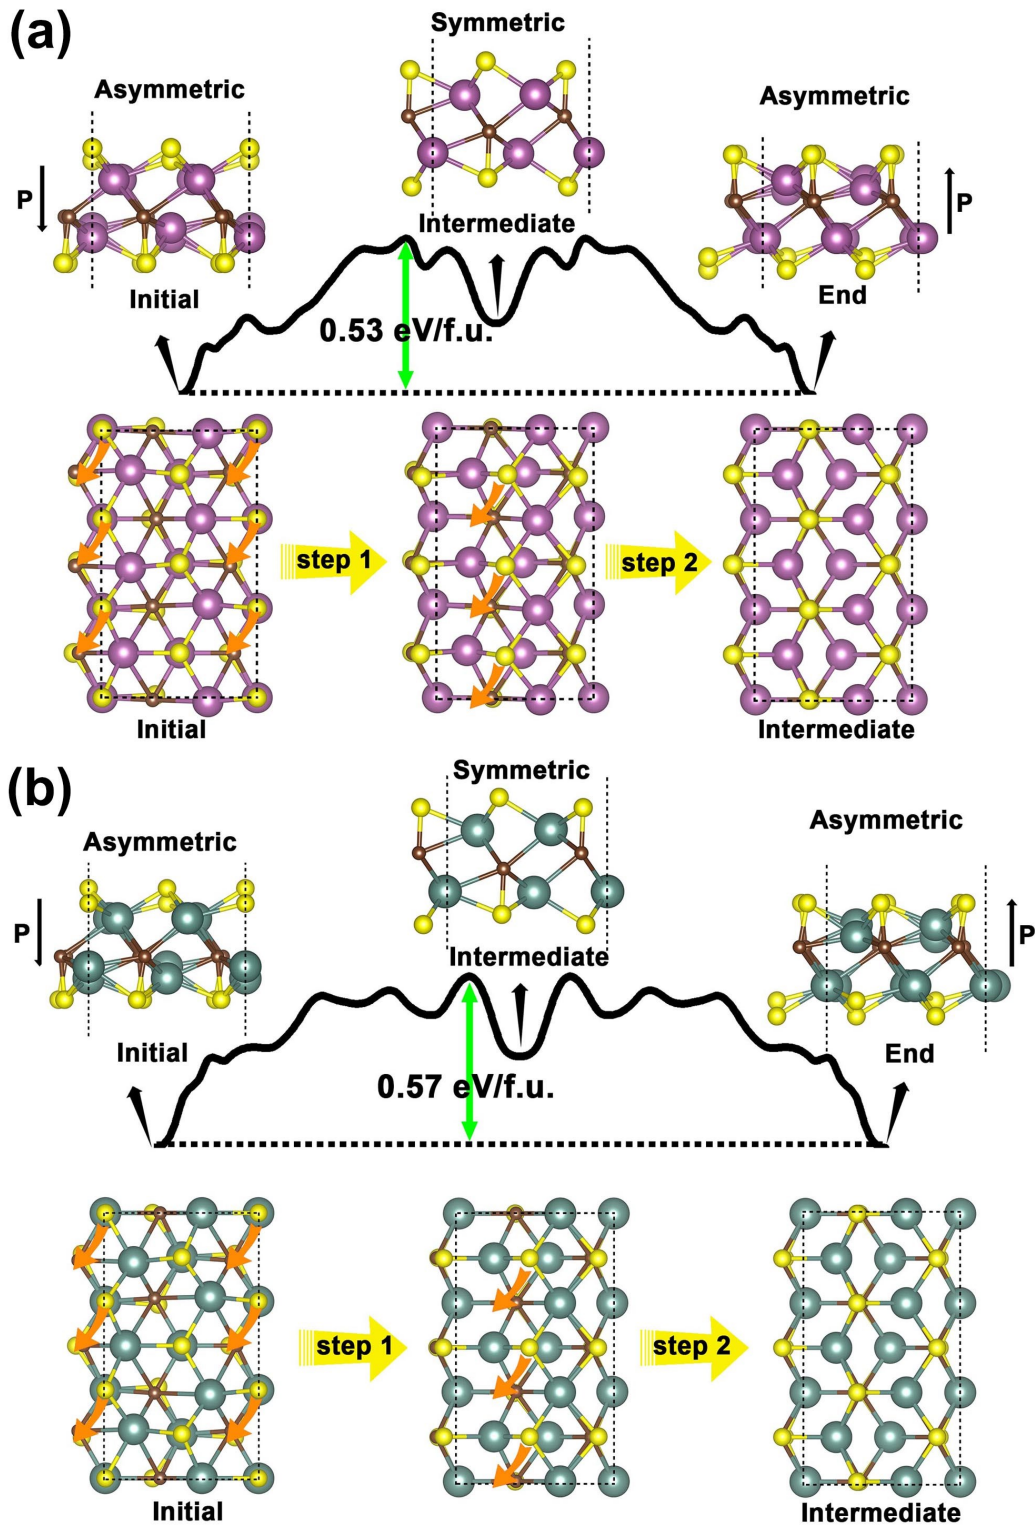 (a)
Symmetric
Asymmetric
Asymmetric
P
P
Intermediate
Initial
End
0.53 eV/f.u.
step 1
step 2
Initial
Intermediate
(b)
Symmetric
Asymmetric
Asymmetric
P
P
Intermediate
Initial
End
0.57 eV/f.u.
step 1
step 2
Initial
Intermediate